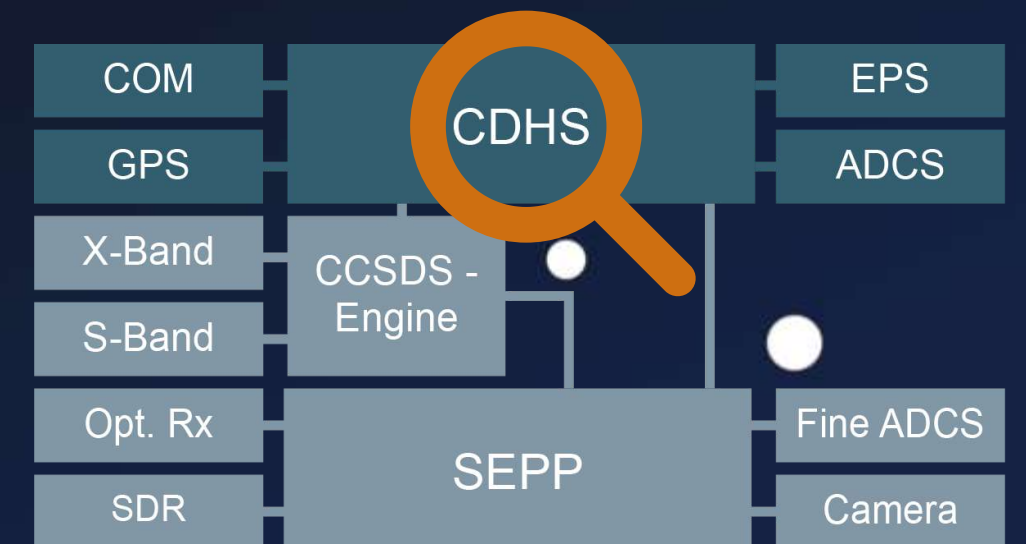 COM
CDHS
EPS
GPS
ADCS
X-Band
CCSDS -
Engine
S-Band
Opt. Rx
SEPP
Fine ADCS
SDR
Camera